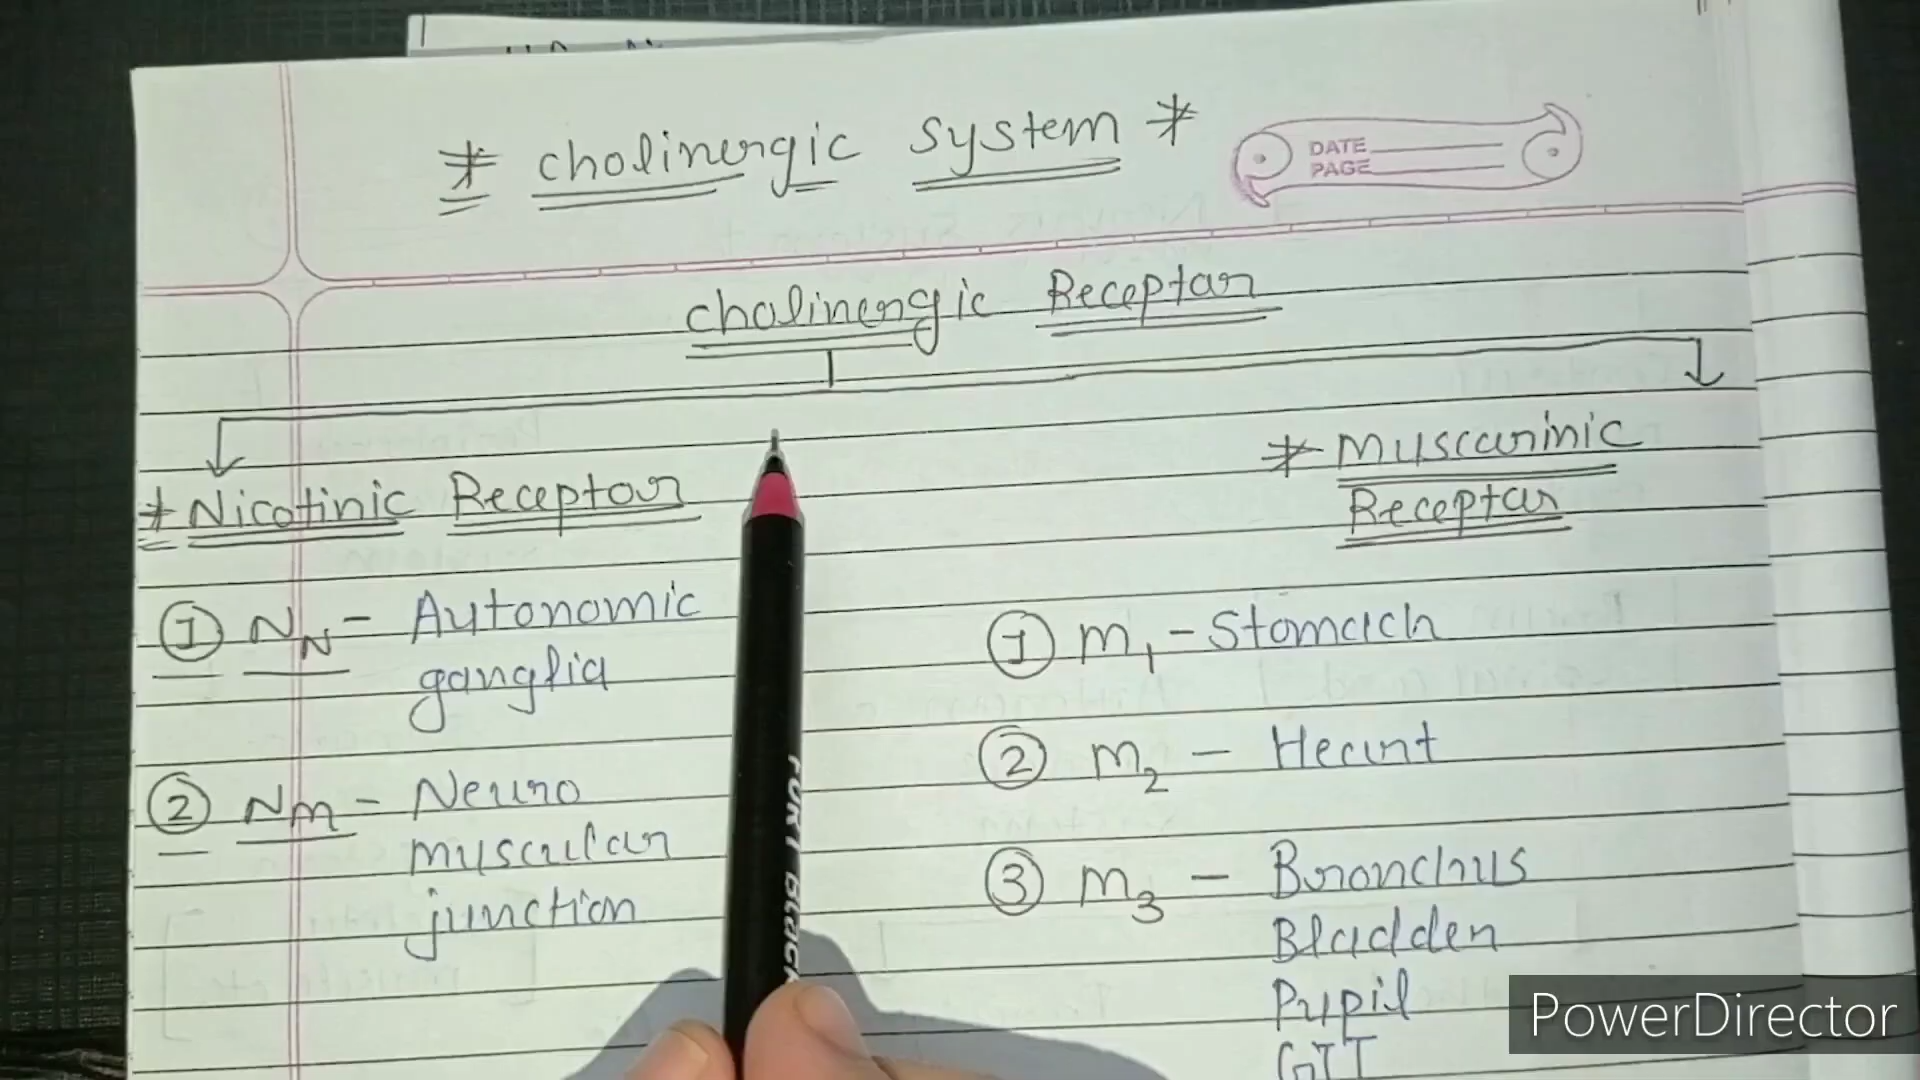 * Cholinergic System *
DATE
PAGE
Cholinergic Receptor
* Nicotinic Receptor
① NN - Autonomic
ganglia
② NM - Neuro
muscular
junction
* Muscarinic
Receptor
① M1 - Stomach
② M2 - Heart
③ M3 - Bronchus
Bladder
Pupil
GIT
PowerDirector